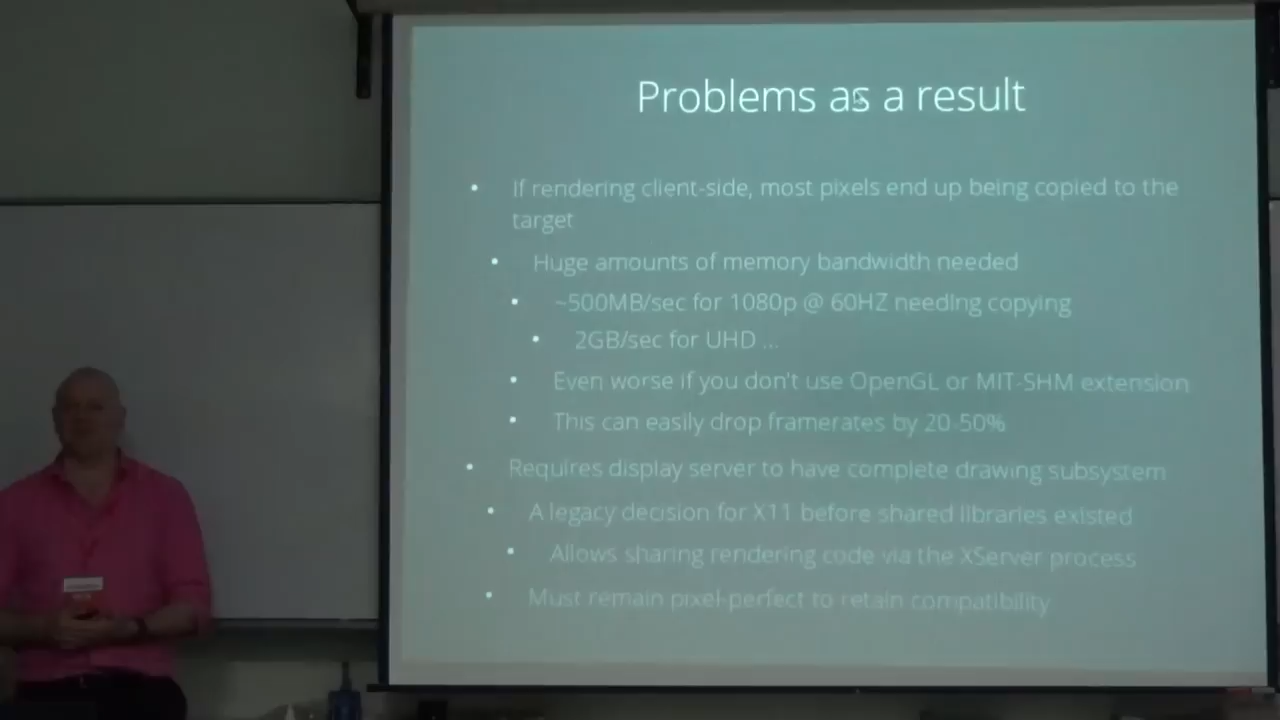 Problems as a result
• If rendering client-side, most pixels end up being copied to the
target
• Huge amounts of memory bandwidth needed
• ~500MB/sec for 1080p @ 60HZ needing copying
• 2GB/sec for UHD ...
• Even worse if you don't use OpenGL or MIT-SHM extension
• This can easily drop framerates by 20-50%
• Requires display server to have complete drawing subsystem
• A legacy decision for X11 before shared libraries existed
• Allows sharing rendering code via the XServer process
• Must remain pixel-perfect to retain compatibility